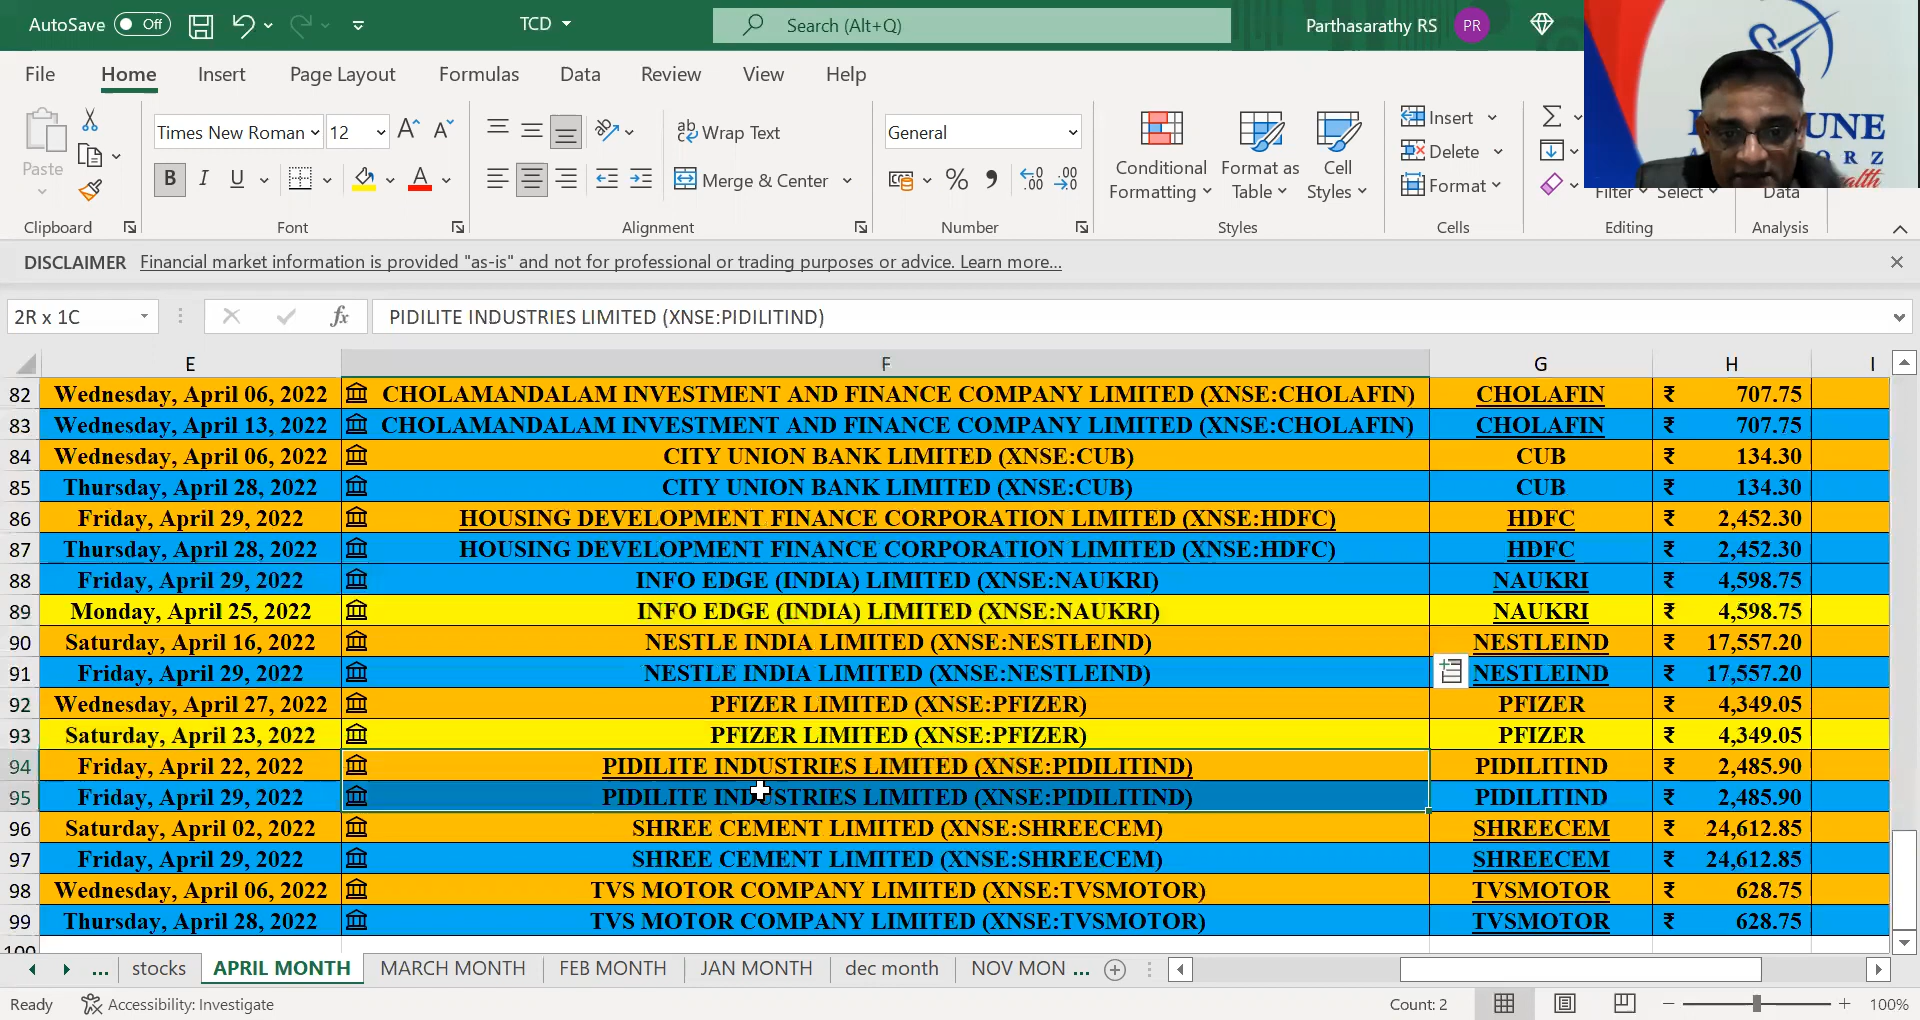 AutoSave Off TCD Search (Alt+Q) Parthasarathy RS PR
File Home Insert Page Layout Formulas Data Review View Help
Times New Roman 12 Wrap Text General Insert
Paste Conditional Format as Cell Delete
B I U Merge & Center Formatting Table Styles Format Filter Select Data
Clipboard Font Alignment Number Styles Cells Editing Analysis
UNE
health
DISCLAIMER Financial market information is provided "as-is" and not for professional or trading purposes or advice. Learn more...
2R x 1C fx PIDILITE INDUSTRIES LIMITED (XNSE:PIDILITIND)
E F G H I
82 Wednesday, April 06, 2022 CHOLAMANDALAM INVESTMENT AND FINANCE COMPANY LIMITED (XNSE:CHOLAFIN) CHOLAFIN ₹ 707.75
83 Wednesday, April 13, 2022 CHOLAMANDALAM INVESTMENT AND FINANCE COMPANY LIMITED (XNSE:CHOLAFIN) CHOLAFIN ₹ 707.75
84 Wednesday, April 06, 2022 CITY UNION BANK LIMITED (XNSE:CUB) CUB ₹ 134.30
85 Thursday, April 28, 2022 CITY UNION BANK LIMITED (XNSE:CUB) CUB ₹ 134.30
86 Friday, April 29, 2022 HOUSING DEVELOPMENT FINANCE CORPORATION LIMITED (XNSE:HDFC) HDFC ₹ 2,452.30
87 Thursday, April 28, 2022 HOUSING DEVELOPMENT FINANCE CORPORATION LIMITED (XNSE:HDFC) HDFC ₹ 2,452.30
88 Friday, April 29, 2022 INFO EDGE (INDIA) LIMITED (XNSE:NAUKRI) NAUKRI ₹ 4,598.75
89 Monday, April 25, 2022 INFO EDGE (INDIA) LIMITED (XNSE:NAUKRI) NAUKRI ₹ 4,598.75
90 Saturday, April 16, 2022 NESTLE INDIA LIMITED (XNSE:NESTLEIND) NESTLEIND ₹ 17,557.20
91 Friday, April 29, 2022 NESTLE INDIA LIMITED (XNSE:NESTLEIND) NESTLEIND ₹ 17,557.20
92 Wednesday, April 27, 2022 PFIZER LIMITED (XNSE:PFIZER) PFIZER ₹ 4,349.05
93 Saturday, April 23, 2022 PFIZER LIMITED (XNSE:PFIZER) PFIZER ₹ 4,349.05
94 Friday, April 22, 2022 PIDILITE INDUSTRIES LIMITED (XNSE:PIDILITIND) PIDILITIND ₹ 2,485.90
95 Friday, April 29, 2022 PIDILITE INDUSTRIES LIMITED (XNSE:PIDILITIND) PIDILITIND ₹ 2,485.90
96 Saturday, April 02, 2022 SHREE CEMENT LIMITED (XNSE:SHREECEM) SHREECEM ₹ 24,612.85
97 Friday, April 29, 2022 SHREE CEMENT LIMITED (XNSE:SHREECEM) SHREECEM ₹ 24,612.85
98 Wednesday, April 06, 2022 TVS MOTOR COMPANY LIMITED (XNSE:TVSMOTOR) TVSMOTOR ₹ 628.75
99 Thursday, April 28, 2022 TVS MOTOR COMPANY LIMITED (XNSE:TVSMOTOR) TVSMOTOR ₹ 628.75
100
... stocks APRIL MONTH MARCH MONTH FEB MONTH JAN MONTH dec month NOV MON ...
Ready Accessibility: Investigate Count: 2 100%